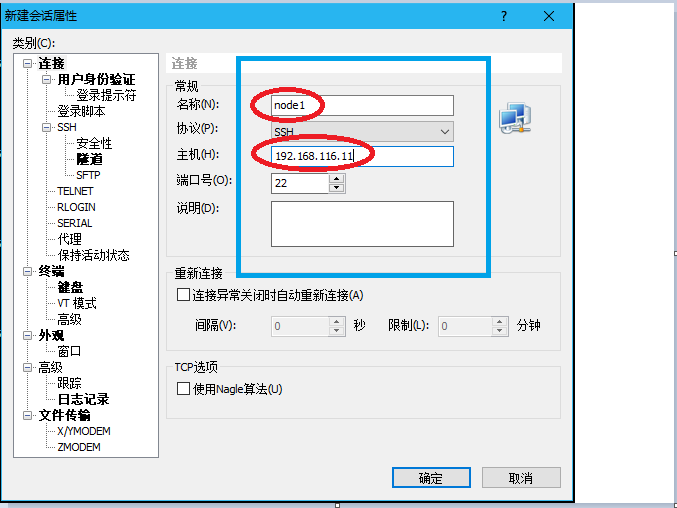 新建会话属性
?
类别(C):
连接
用户身份验证
登录提示符
登录脚本
SSH
安全性
隧道
SFTP
TELNET
RLOGIN
SERIAL
代理
保持活动状态
终端
键盘
VT 模式
高级
外观
窗口
高级
跟踪
日志记录
文件传输
X/YMODEM
ZMODEM
连接
常规
名称(N): node1
协议(P): SSH
主机(H): 192.168.116.11
端口号(O): 22
说明(D):
重新连接
连接异常关闭时自动重新连接(A)
间隔(V): 0 秒 限制(L): 0 分钟
TCP选项
使用Nagle算法(U)
确定 取消